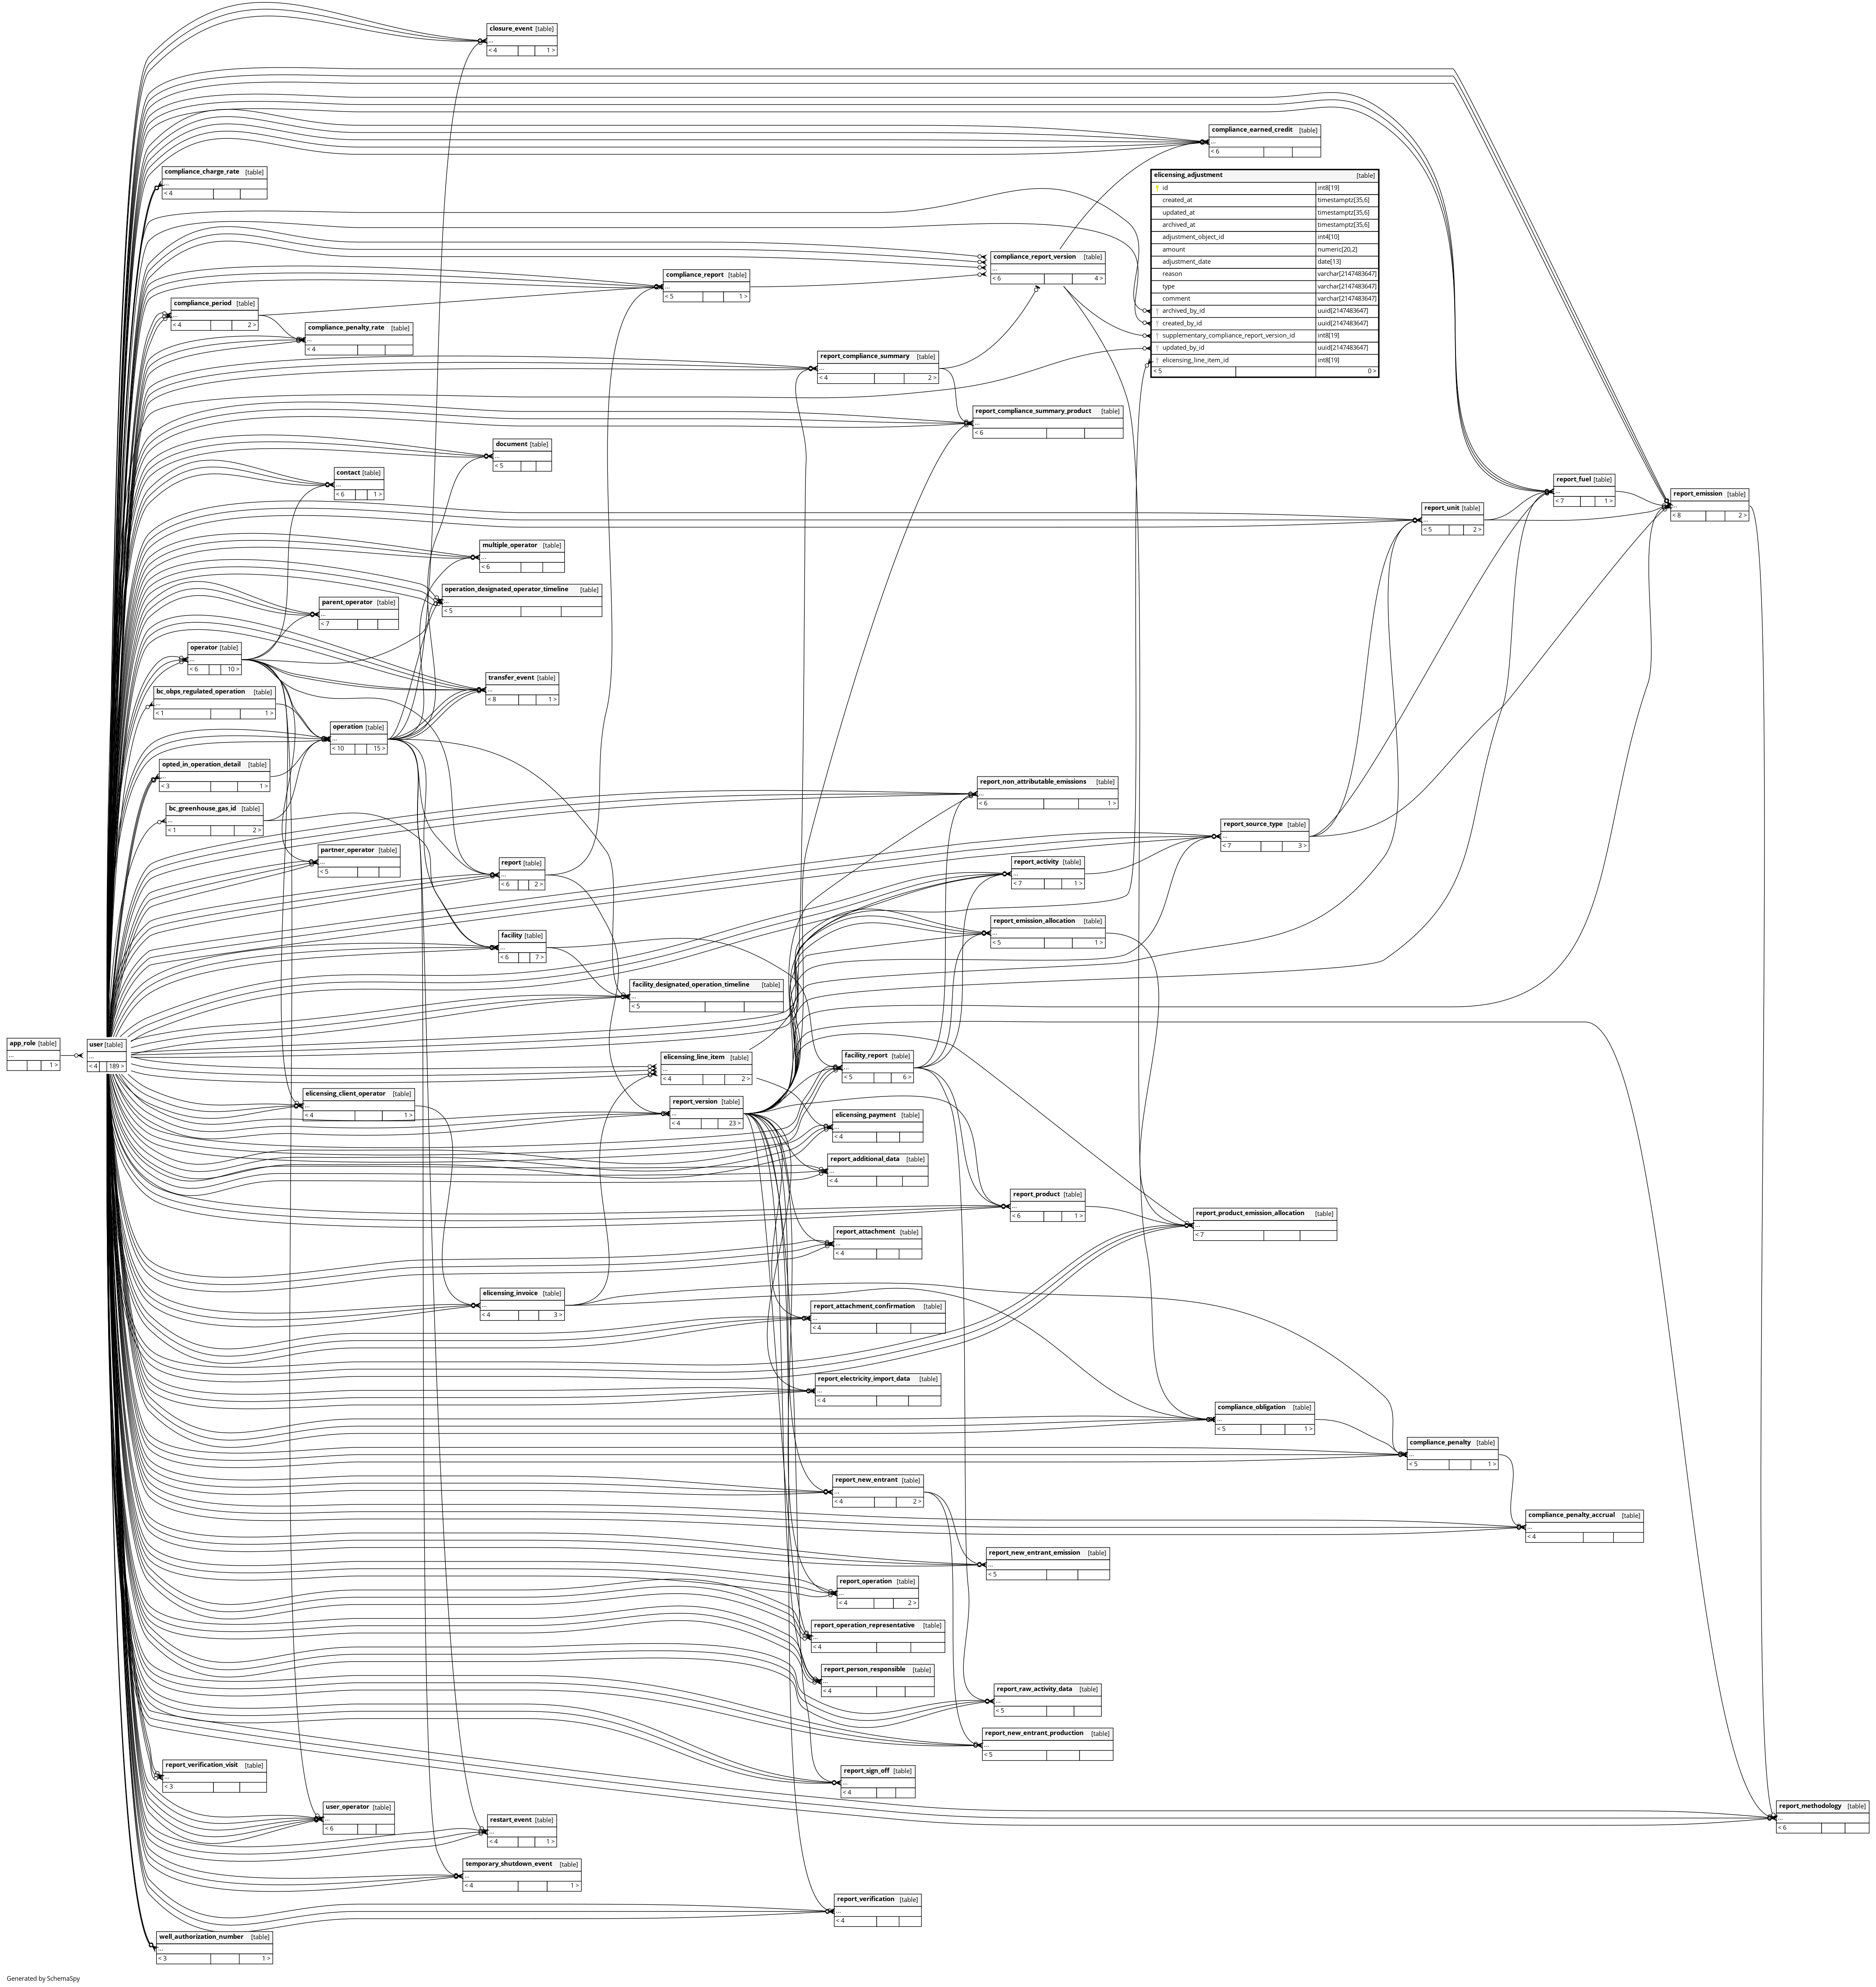 closure_event [table]
...
< 4 1 >
compliance_earned_credit [table]
...
< 6
compliance_charge_rate [table]
...
< 4
elicensing_adjustment [table]
id int8[19]
created_at timestamptz[35,6]
updated_at timestamptz[35,6]
archived_at timestamptz[35,6]
adjustment_object_id int4[10]
amount numeric[20,2]
adjustment_date date[13]
reason varchar[2147483647]
type varchar[2147483647]
comment varchar[2147483647]
archived_by_id uuid[2147483647]
created_by_id uuid[2147483647]
supplementary_compliance_report_version_id int8[19]
updated_by_id uuid[2147483647]
elicensing_line_item_id int8[19]
< 5 0 >
compliance_report_version [table]
...
< 6 4 >
compliance_report [table]
...
< 5 1 >
compliance_period [table]
...
< 4 2 >
compliance_penalty_rate [table]
...
< 4
report_compliance_summary [table]
...
< 4 2 >
report_compliance_summary_product [table]
...
< 6
document [table]
...
< 5
contact [table]
...
< 6 1 >
report_fuel [table]
...
< 7 1 >
report_emission [table]
...
< 8 2 >
report_unit [table]
...
< 5 2 >
multiple_operator [table]
...
< 6
operation_designated_operator_timeline [table]
...
< 5
parent_operator [table]
...
< 7
operator [table]
...
< 6 10 >
transfer_event [table]
...
< 8 1 >
bc_obps_regulated_operation [table]
...
< 1 1 >
operation [table]
...
< 10 15 >
opted_in_operation_detail [table]
...
< 3 1 >
report_non_attributable_emissions [table]
...
< 6 1 >
bc_greenhouse_gas_id [table]
...
< 1 2 >
report_source_type [table]
...
< 7 3 >
partner_operator [table]
...
< 5
report [table]
...
< 6 2 >
report_activity [table]
...
< 7 1 >
report_emission_allocation [table]
...
< 5 1 >
facility [table]
...
< 6 7 >
facility_designated_operation_timeline [table]
...
< 5
app_role [table]
...
1 >
user [table]
...
< 4 189 >
elicensing_line_item [table]
...
< 4 2 >
facility_report [table]
...
< 5 6 >
elicensing_client_operator [table]
...
< 4 1 >
report_version [table]
...
< 4 23 >
elicensing_payment [table]
...
< 4
report_additional_data [table]
...
< 4
report_product [table]
...
< 6 1 >
report_product_emission_allocation [table]
...
< 7
report_attachment [table]
...
< 4
elicensing_invoice [table]
...
< 4 3 >
report_attachment_confirmation [table]
...
< 4
report_electricity_import_data [table]
...
< 4
compliance_obligation [table]
...
< 5 1 >
compliance_penalty [table]
...
< 5 1 >
report_new_entrant [table]
...
< 4 2 >
compliance_penalty_accrual [table]
...
< 4
report_new_entrant_emission [table]
...
< 5
report_operation [table]
...
< 4 2 >
report_operation_representative [table]
...
< 4
report_person_responsible [table]
...
< 4
report_raw_activity_data [table]
...
< 5
report_new_entrant_production [table]
...
< 5
report_verification_visit [table]
...
< 3
report_sign_off [table]
...
< 4
user_operator [table]
...
< 6
report_methodology [table]
...
< 6
restart_event [table]
...
< 4 1 >
temporary_shutdown_event [table]
...
< 4 1 >
report_verification [table]
...
< 4
well_authorization_number [table]
...
< 3 1 >
Generated by SchemaSpy